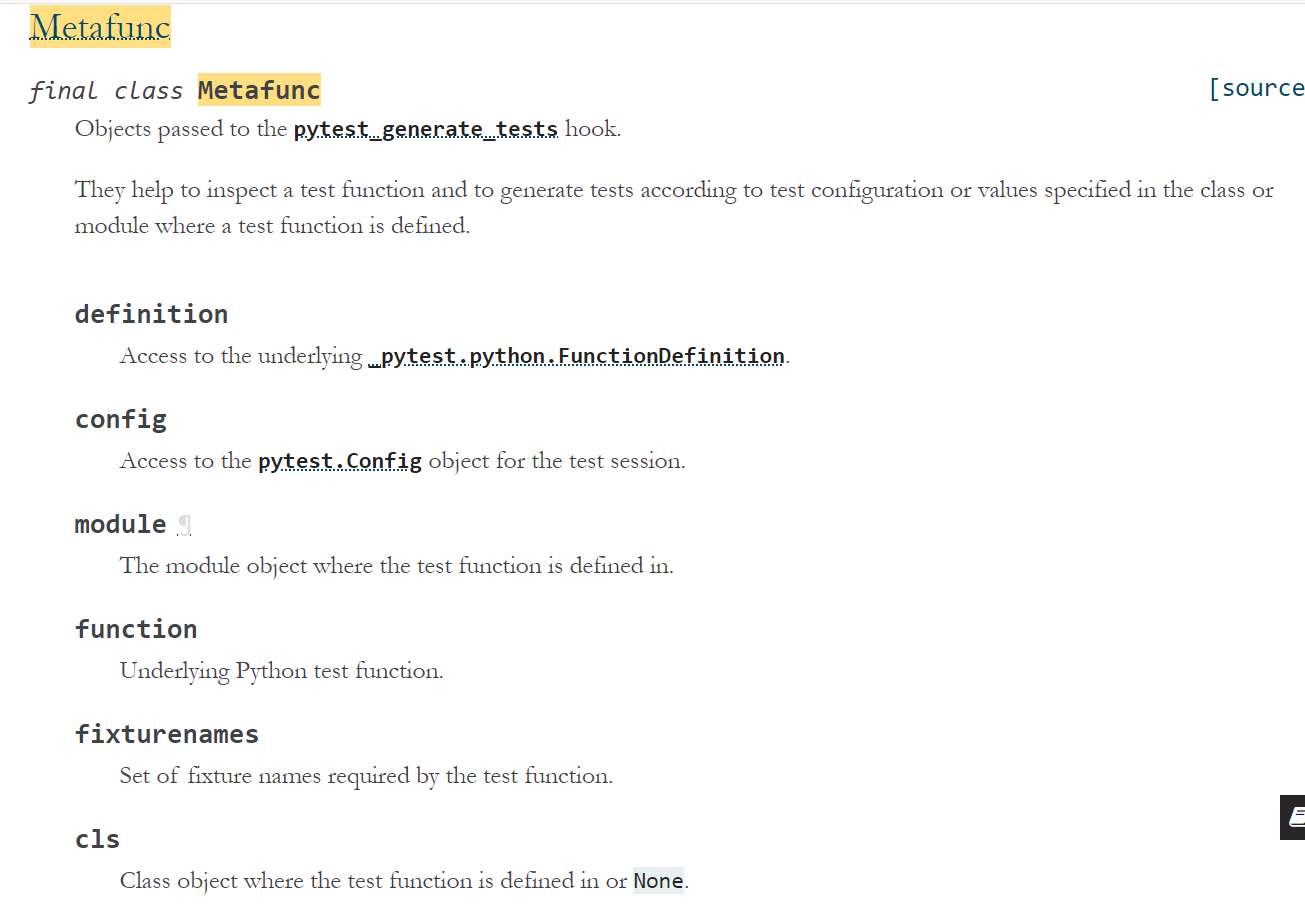 Metafunc
final class Metafunc [source
Objects passed to the pytest_generate_tests hook.
They help to inspect a test function and to generate tests according to test configuration or values specified in the class or
module where a test function is defined.
definition
Access to the underlying _pytest.python.FunctionDefinition.
config
Access to the pytest.Config object for the test session.
module ¶
The module object where the test function is defined in.
function
Underlying Python test function.
fixturenames
Set of fixture names required by the test function.
cls
Class object where the test function is defined in or None.